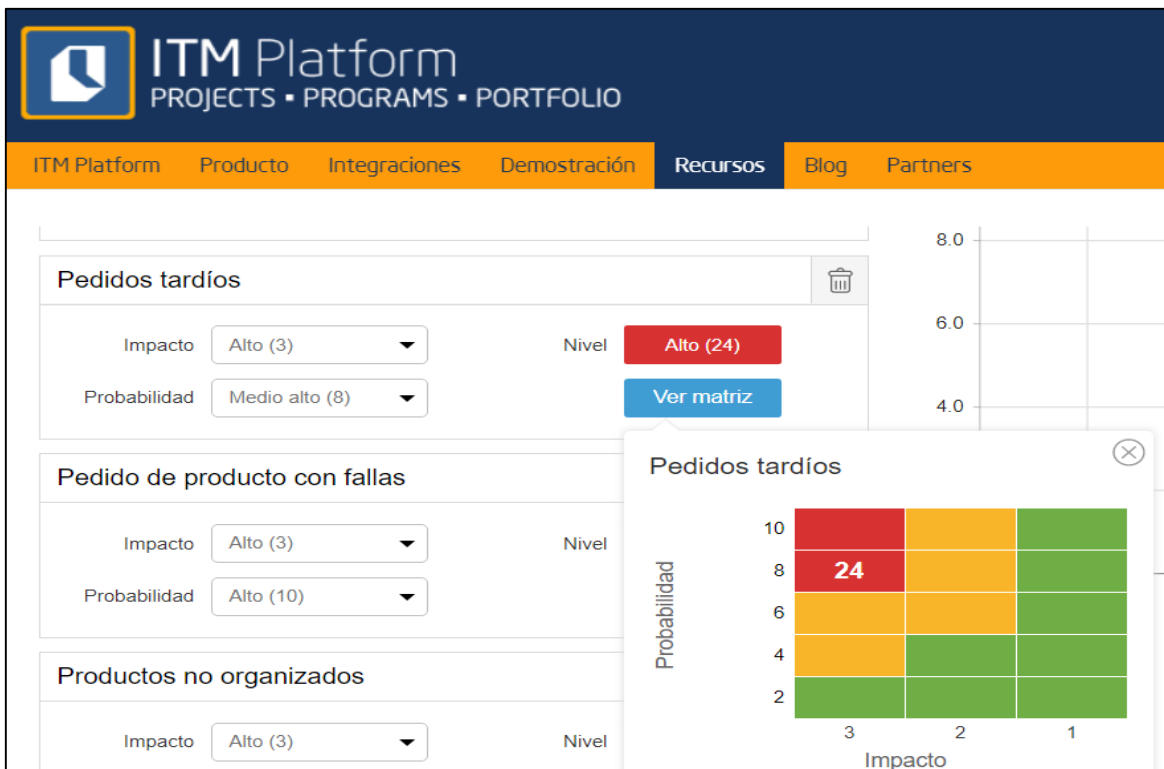 ITM Platform
PROJECTS ▪ PROGRAMS ▪ PORTFOLIO
ITM Platform Producto Integraciones Demostración Recursos Blog Partners
8.0
Pedidos tardíos
6.0
Impacto Alto (3) Nivel Alto (24)
Probabilidad Medio alto (8) Ver matriz
4.0
Pedido de producto con fallas
Impacto Alto (3) Nivel
Probabilidad Alto (10)
Productos no organizados
Impacto Alto (3) Nivel
Pedidos tardíos
Probabilidad
10
8 24
6
4
2
3 2 1
Impacto